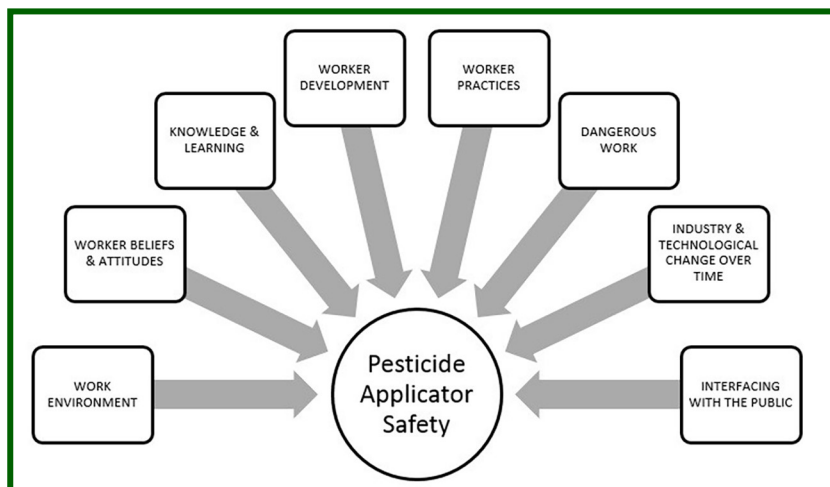 WORKER
DEVELOPMENT
WORKER
PRACTICES
KNOWLEDGE &
LEARNING
DANGEROUS
WORK
WORKER BELIEFS
& ATTITUDES
INDUSTRY &
TECHNOLOGICAL
CHANGE OVER
TIME
WORK
ENVIRONMENT
Pesticide
Applicator
Safety
INTERFACING
WITH THE PUBLIC